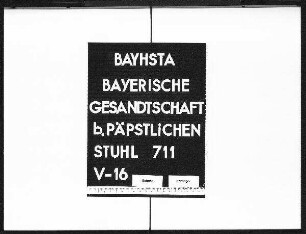 BAYHSTA
BAYERISCHE
GESANDTSCHAFT
b. PÄPSTLICHEN
STUHL 711
V-16